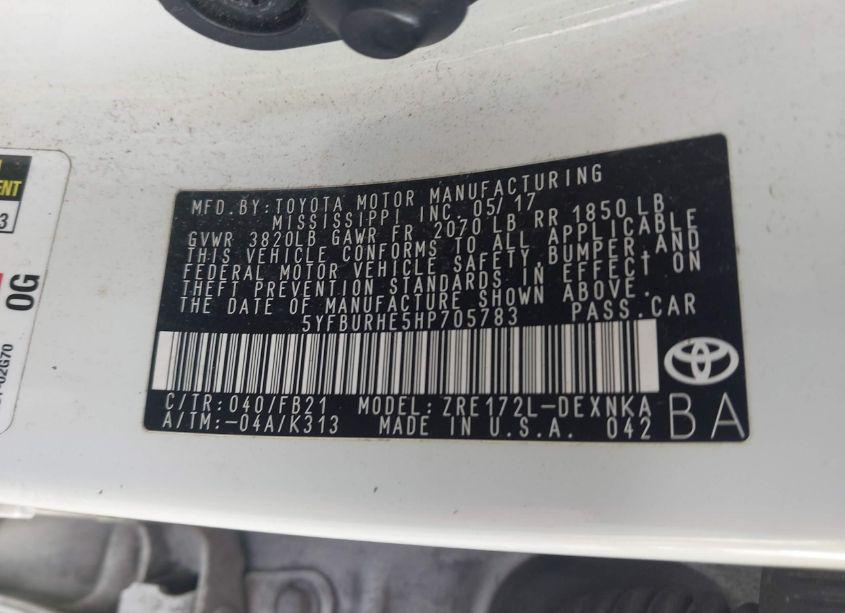 MFD.BY:TOYOTA MOTOR MANUFACTURING
MISSISSIPPI INC.05/17
GVWR 3820LB GAWR FR 2070 LB RR 1850 LB
THIS VEHICLE CONFORMS TO ALL APPLICABLE
FEDERAL MOTOR VEHICLE SAFETY,BUMPER,AND
THEFT PREVENTION STANDARDS IN EFFECT ON
THE DATE OF MANUFACTURE SHOWN ABOVE.
5YFBURHE5HP705783 PASS.CAR
C/TR:040/FB21 MODEL:ZRE172L-DEXNKA
A/TM:-04A/K313 MADE IN U.S.A. 042
BA
3
0G
-02G70